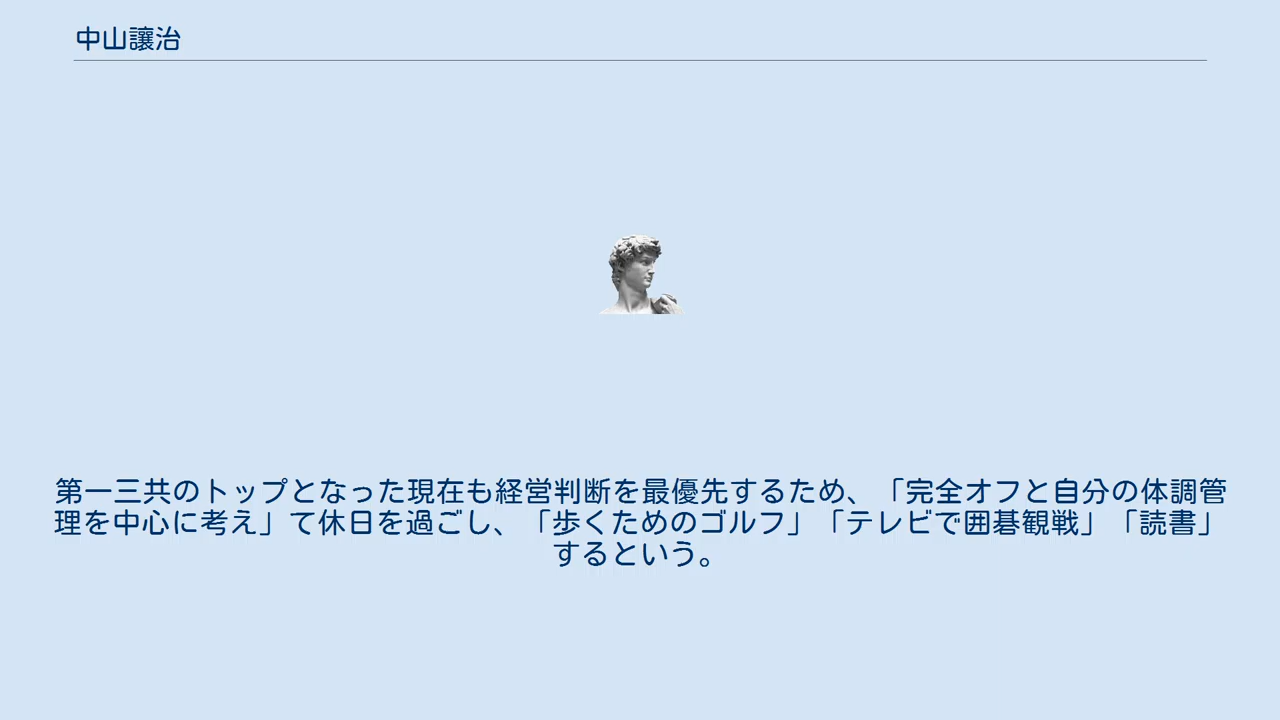 中山讓治
第一三共のトップとなった現在も経営判断を最優先するため、「完全オフと自分の体調管
理を中心に考え」て休日を過ごし、「歩くためのゴルフ」「テレビで囲碁観戦」「読書」
するという。